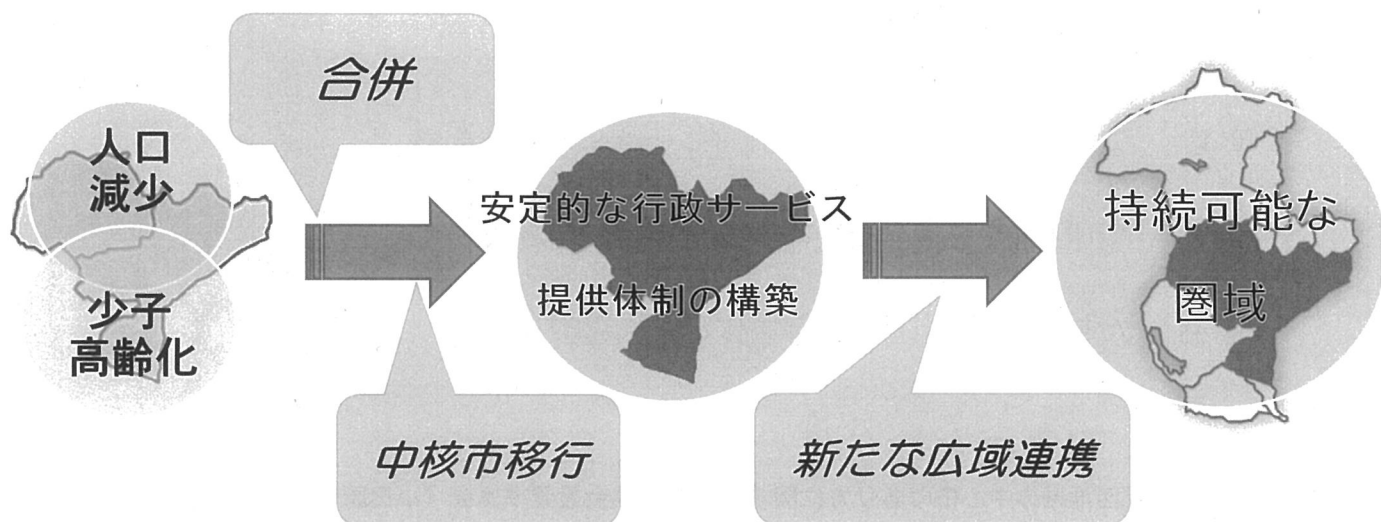 合併
人口
減少
少子
高齢化
安定的な行政サービス
提供体制の構築
中核市移行
新たな広域連携
持続可能な
圏域